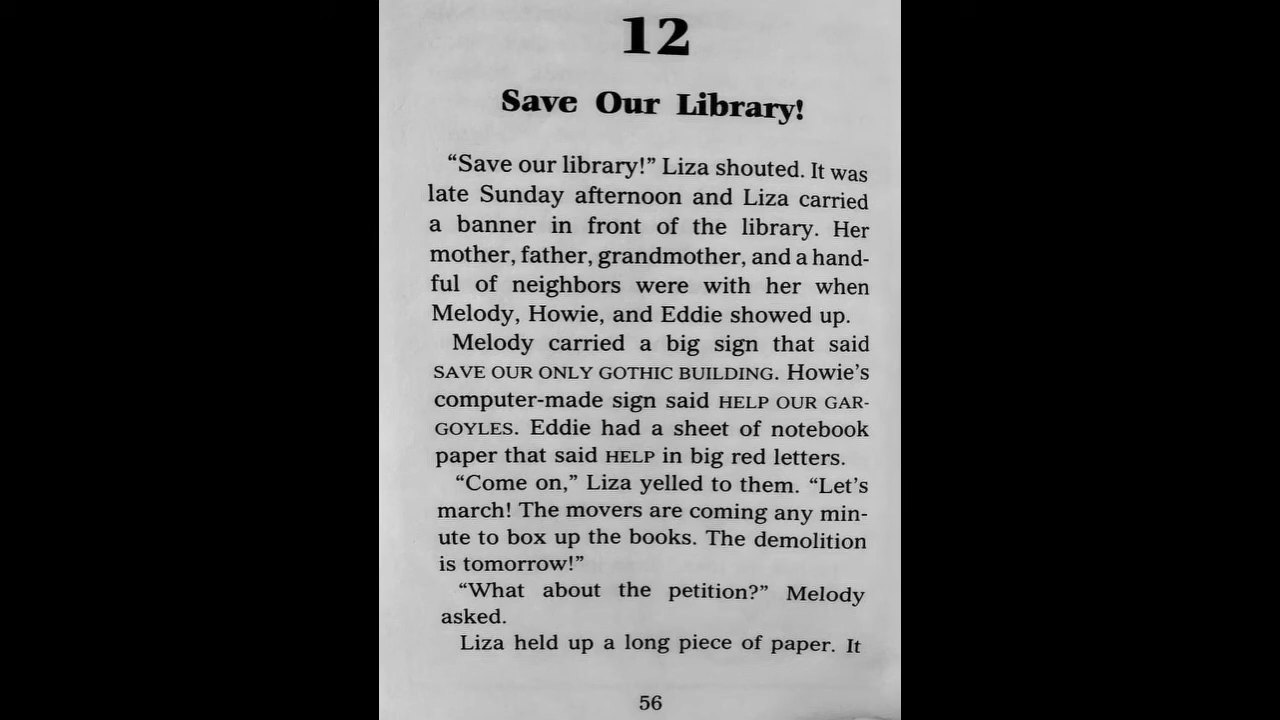 12
Save Our Library!
“Save our library!” Liza shouted. It was
late Sunday afternoon and Liza carried
a banner in front of the library. Her
mother, father, grandmother, and a hand-
ful of neighbors were with her when
Melody, Howie, and Eddie showed up.
Melody carried a big sign that said
SAVE OUR ONLY GOTHIC BUILDING. Howie’s
computer-made sign said HELP OUR GAR-
GOYLES. Eddie had a sheet of notebook
paper that said HELP in big red letters.
“Come on,” Liza yelled to them. “Let’s
march! The movers are coming any min-
ute to box up the books. The demolition
is tomorrow!”
“What about the petition?” Melody
asked.
Liza held up a long piece of paper. It
56